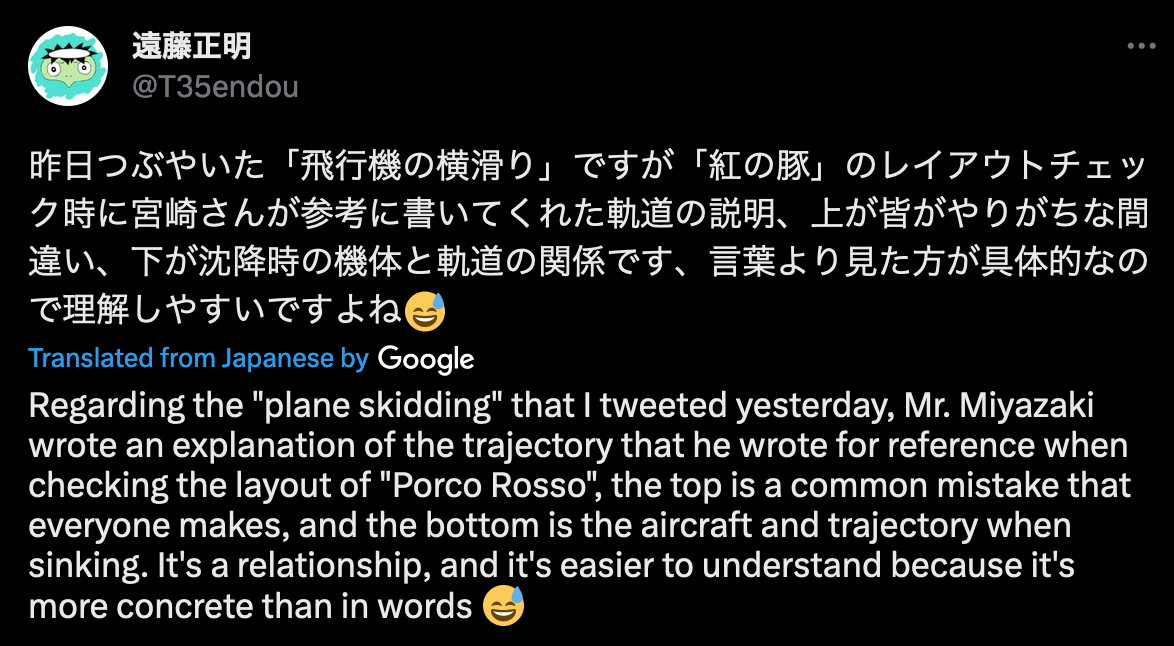 遠藤正明
@T35endou
昨日つぶやいた「飛行機の横滑り」ですが「紅の豚」のレイアウトチェッ
ク時に宮崎さんが参考に書いてくれた軌道の説明、上が皆がやりがちな間
違い、下が沈降時の機体と軌道の関係です、言葉より見た方が具体的なの
で理解しやすいですよね😅
Translated from Japanese by Google
Regarding the "plane skidding" that I tweeted yesterday, Mr. Miyazaki
wrote an explanation of the trajectory that he wrote for reference when
checking the layout of "Porco Rosso", the top is a common mistake that
everyone makes, and the bottom is the aircraft and trajectory when
sinking. It's a relationship, and it's easier to understand because it's
more concrete than in words 😅